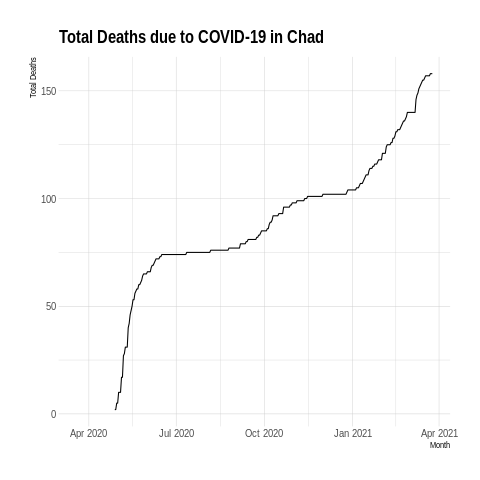 Total Deaths due to COVID-19 in Chad
Total Deaths
150
100
50
0
Apr 2020 Jul 2020 Oct 2020 Jan 2021 Apr 2021
Month